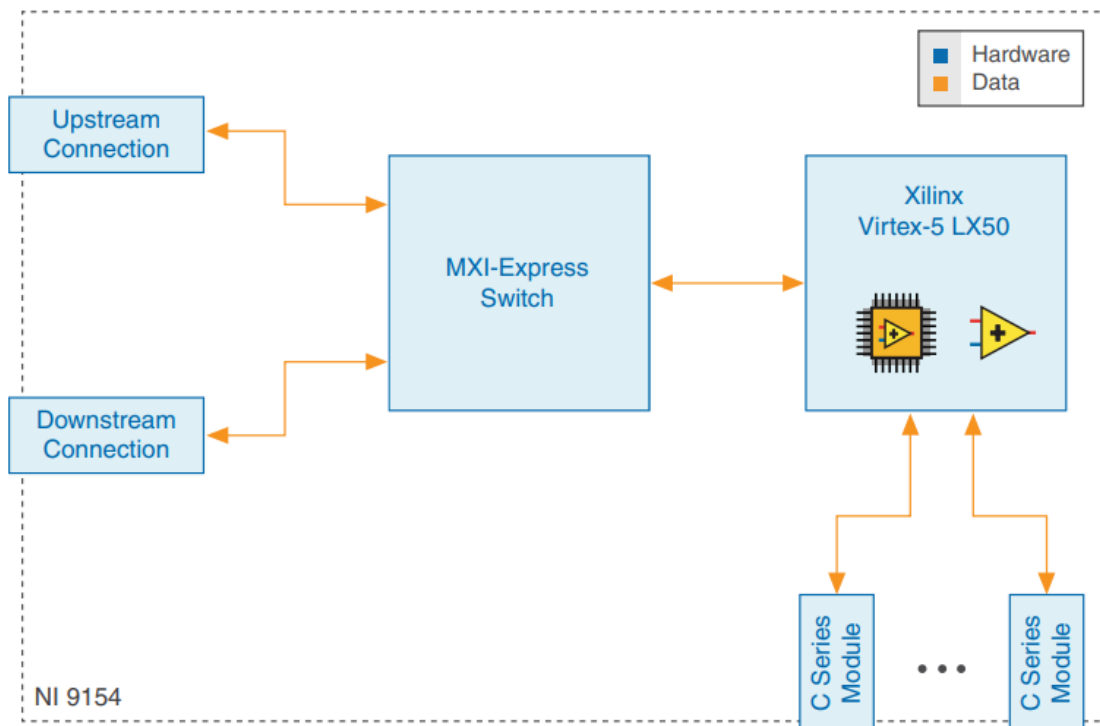 Hardware
Data
Upstream
Connection
MXI-Express
Switch
Xilinx
Virtex-5 LX50
Downstream
Connection
C Series
Module
C Series
Module
NI 9154